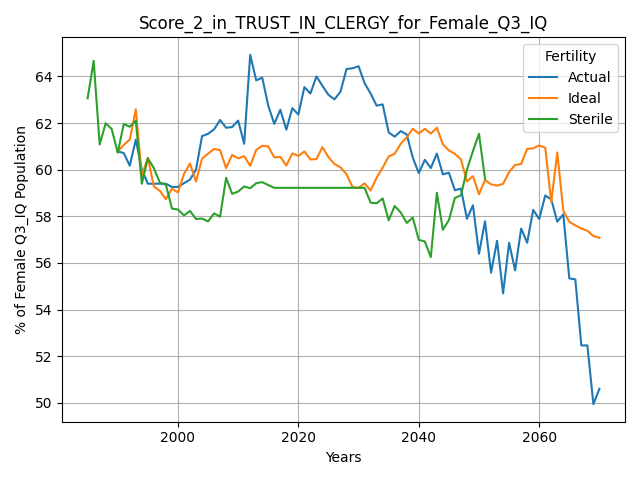 Score_2_in_TRUST_IN_CLERGY_for_Female_Q3_IQ
Fertility
Actual
Ideal
Sterile
% of Female Q3_IQ Population
64
62
60
58
56
54
52
50
2000 2020 2040 2060
Years